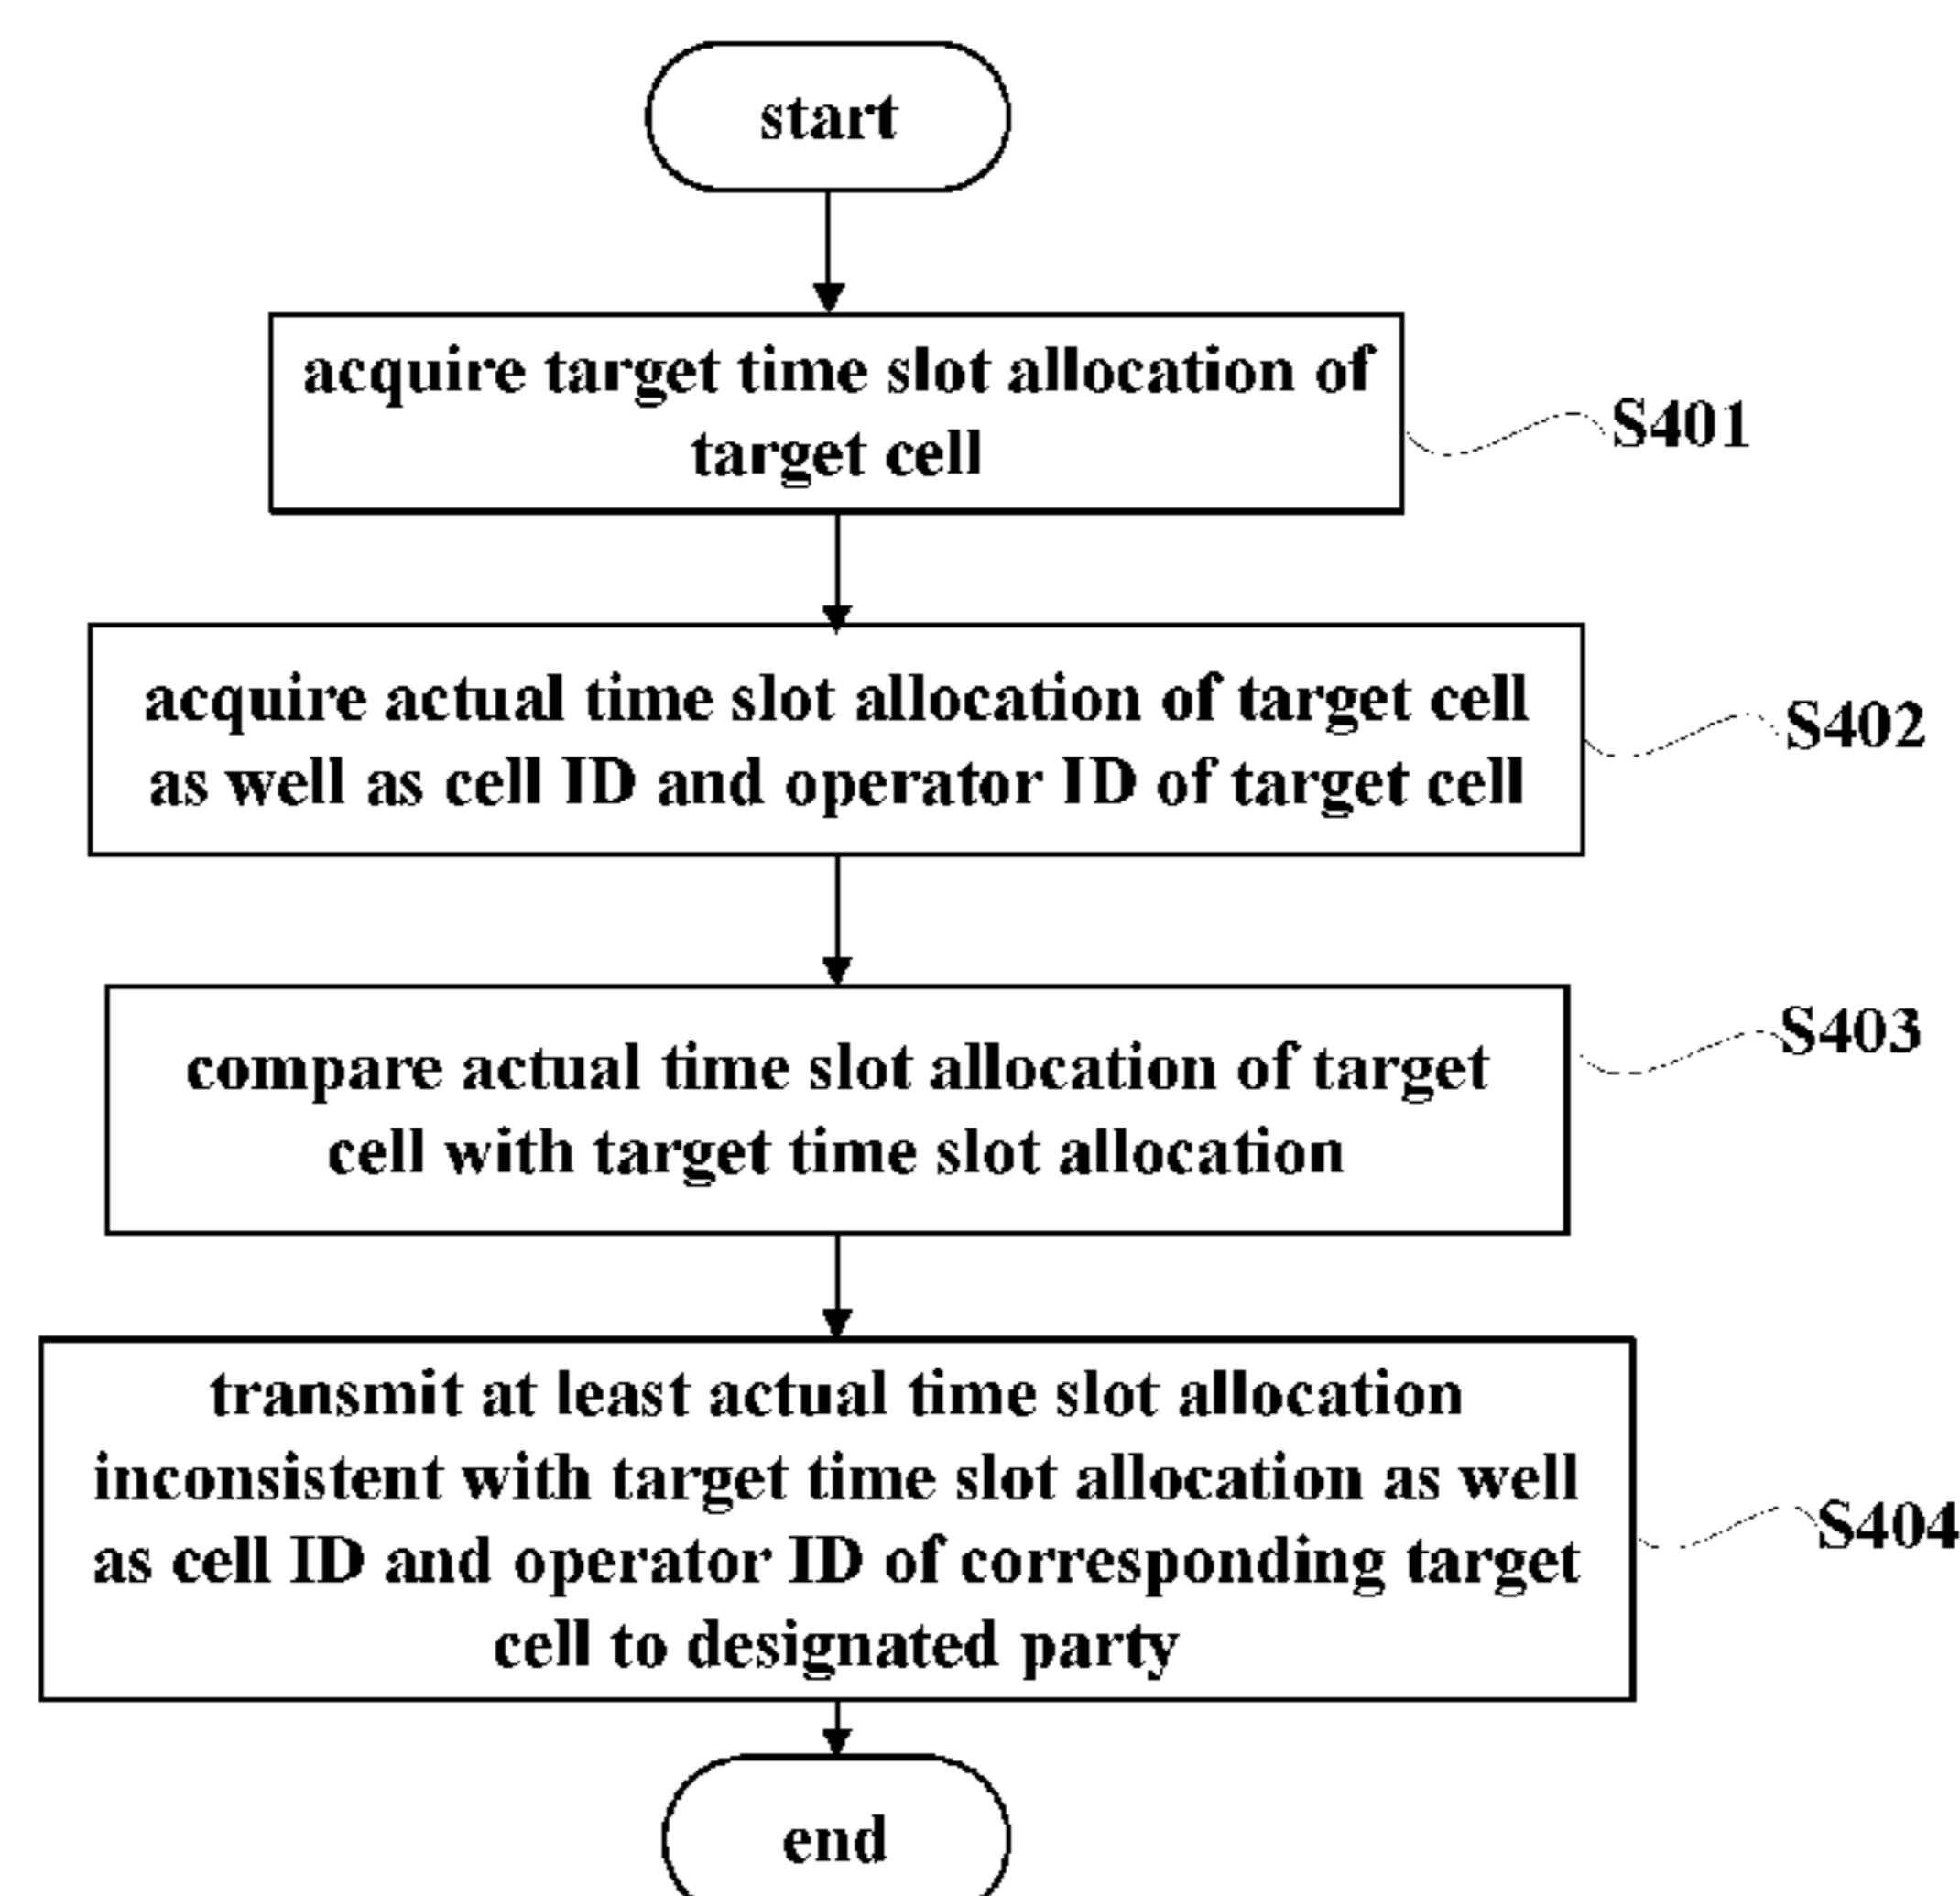 start
acquire target time slot allocation of
target cell
S401
acquire actual time slot allocation of target cell
as well as cell ID and operator ID of target cell
S402
compare actual time slot allocation of target
cell with target time slot allocation
S403
transmit at least actual time slot allocation
inconsistent with target time slot allocation as well
as cell ID and operator ID of corresponding target
cell to designated party
S404
end